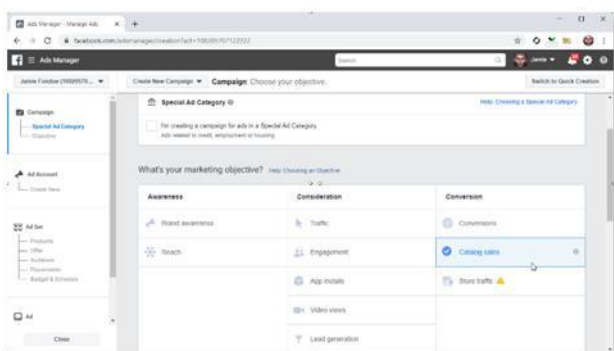 Ads Manager - Manage Ads
Ads Manager
Search
Jamie
Create New Campaign
Campaign: Choose your objective.
Switch to Quick Creation
Campaign
Special Ad Category
Objective
Ad Account
Create New
Ad Set
Products
Offer
Audience
Placements
Budget & Schedule
Ad
Close
Special Ad Category
Help: Choosing a Special Ad Category
I'm creating a campaign for ads in a Special Ad Category.
Ads related to credit, employment or housing
What's your marketing objective? Help: Choosing an Objective
Awareness
Consideration
Conversion
Brand awareness
Traffic
Conversions
Reach
Engagement
Catalog sales
App installs
Store traffic
Video views
Lead generation